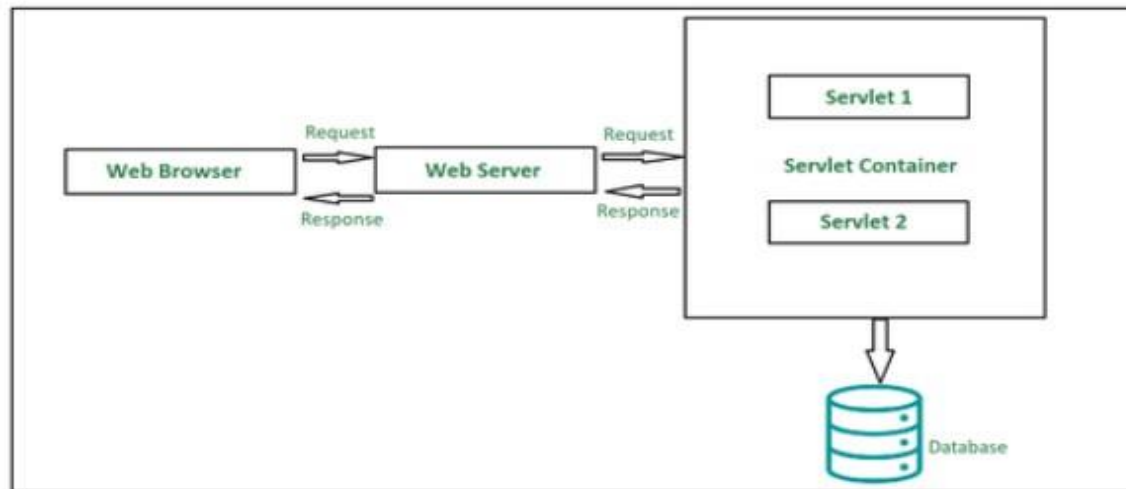 Request
Web Browser
Response
Web Server
Request
Response
Servlet 1
Servlet Container
Servlet 2
Database